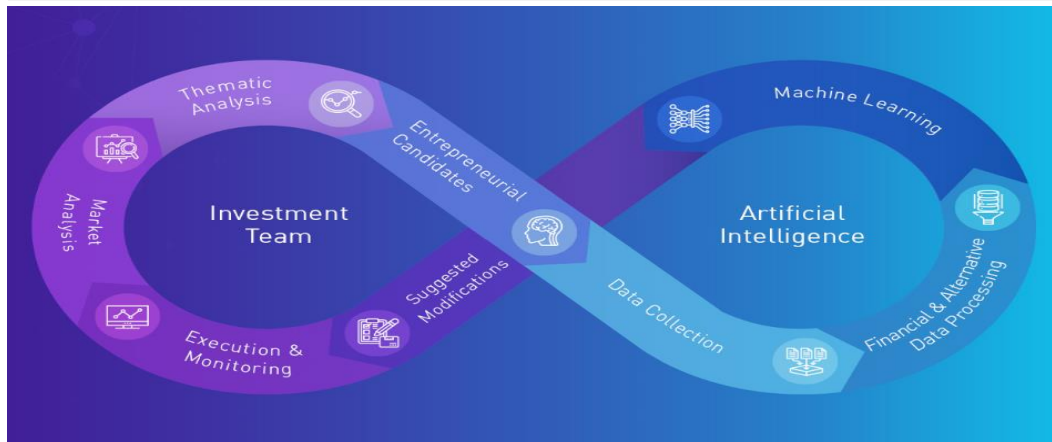 Thematic
Analysis
Entrepreneurial
Candidates
Machine Learning
Market
Analysis
Investment
Team
Artificial
Intelligence
Suggested
Modifications
Data Collection
Financial & Alternative
Data Processing
Execution &
Monitoring